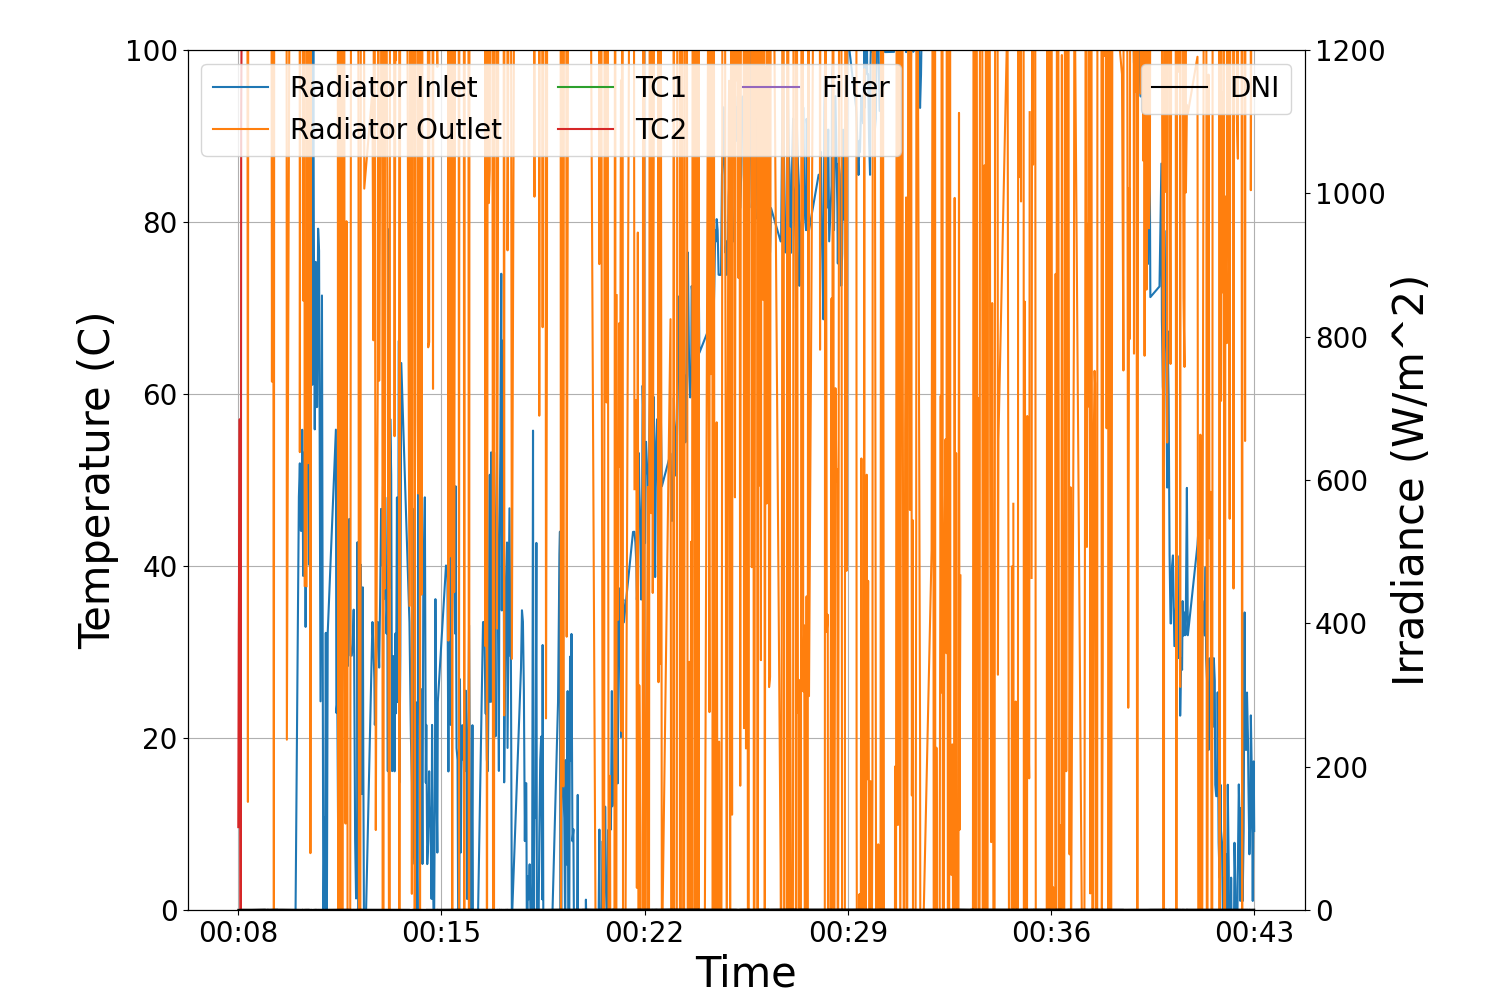 100
80
60
40
20
0
Temperature (C)
Radiator Inlet
Radiator Outlet
TC1
TC2
Filter
DNI
1200
1000
800
600
400
200
0
Irradiance (W/m^2)
00:08 00:15 00:22 00:29 00:36 00:43
Time